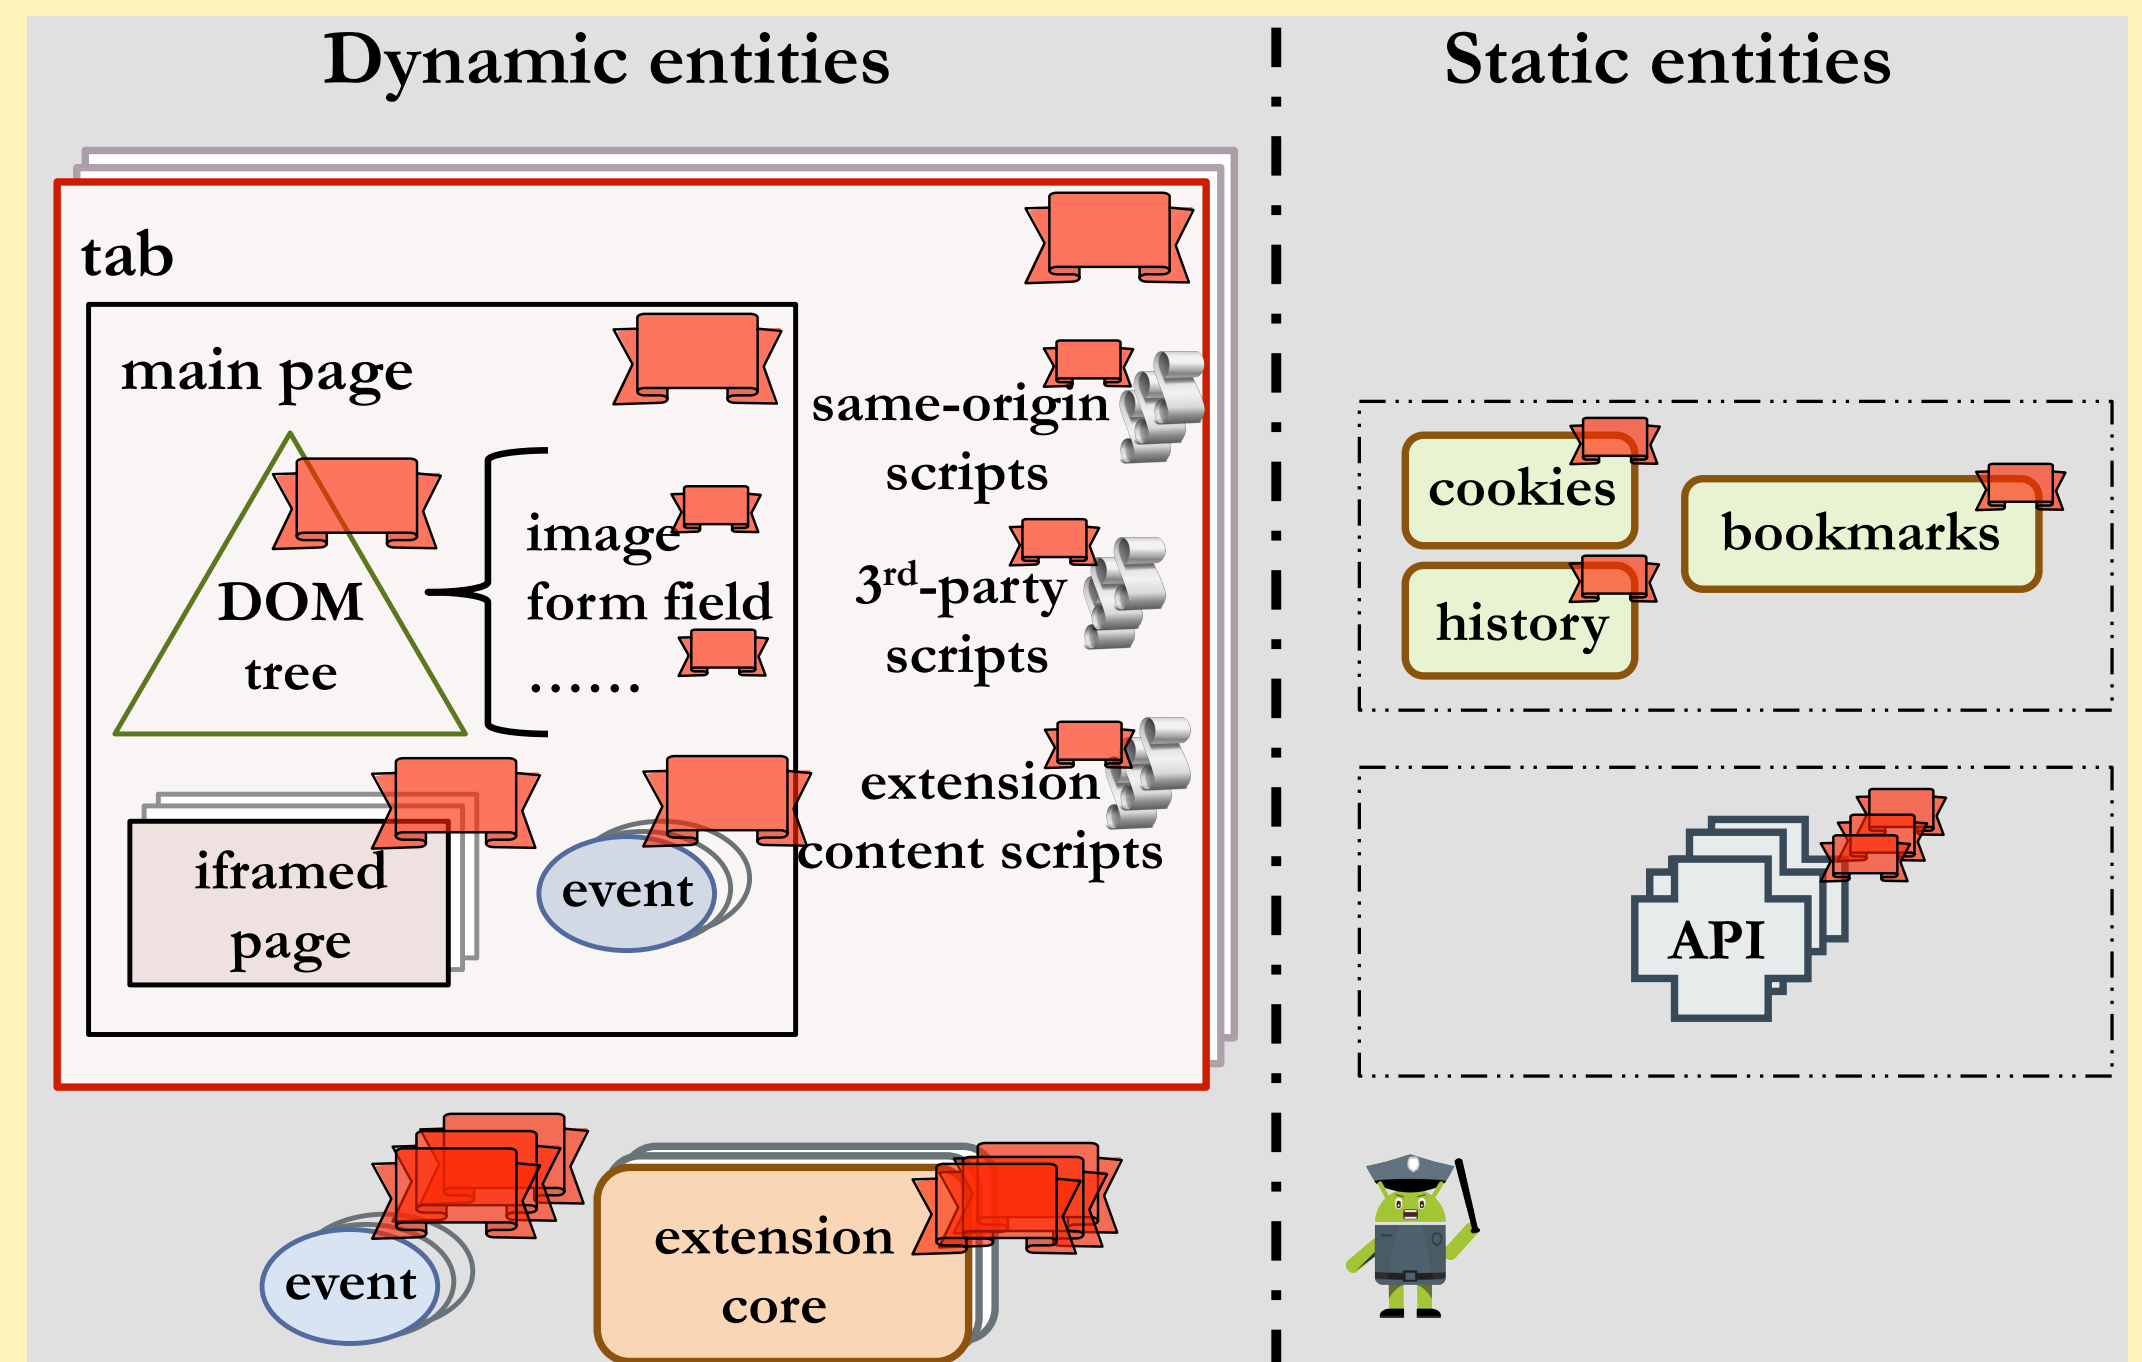 Dynamic entities
Static entities
tab
main page
DOM
tree
image
form field
......
iframed
page
event
same-origin
scripts
3rd-party
scripts
extension
content scripts
event
extension
core
cookies
bookmarks
history
API